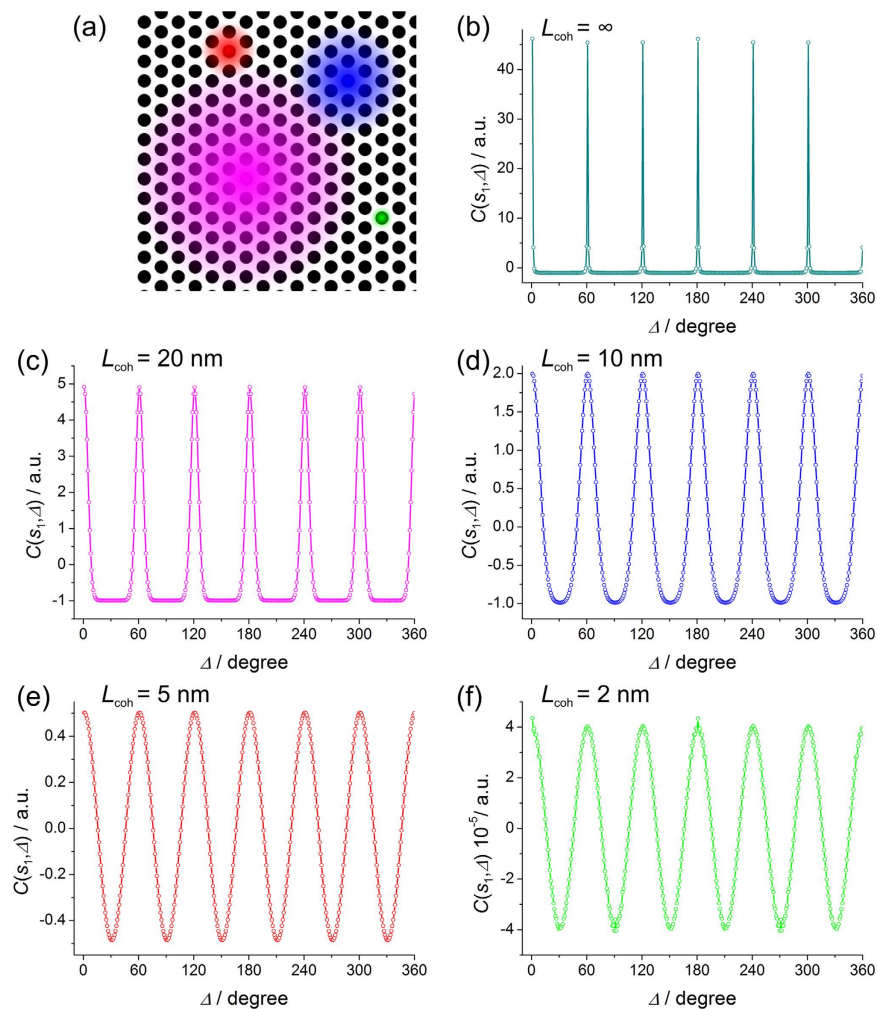 (a)
(b)
L_coh = ∞
C(s₁,Δ) / a.u.
40
30
20
10
0
0 60 120 180 240 300 360
Δ / degree
(c)
L_coh = 20 nm
C(s₁,Δ) / a.u.
5
4
3
2
1
0
-1
0 60 120 180 240 300 360
Δ / degree
(d)
L_coh = 10 nm
C(s₁,Δ) / a.u.
2.0
1.5
1.0
0.5
0.0
-0.5
-1.0
0 60 120 180 240 300 360
Δ / degree
(e)
L_coh = 5 nm
C(s₁,Δ) / a.u.
0.4
0.2
0.0
-0.2
-0.4
0 60 120 180 240 300 360
Δ / degree
(f)
L_coh = 2 nm
C(s₁,Δ) 10⁻⁵/ a.u.
4
2
0
-2
-4
0 60 120 180 240 300 360
Δ / degree